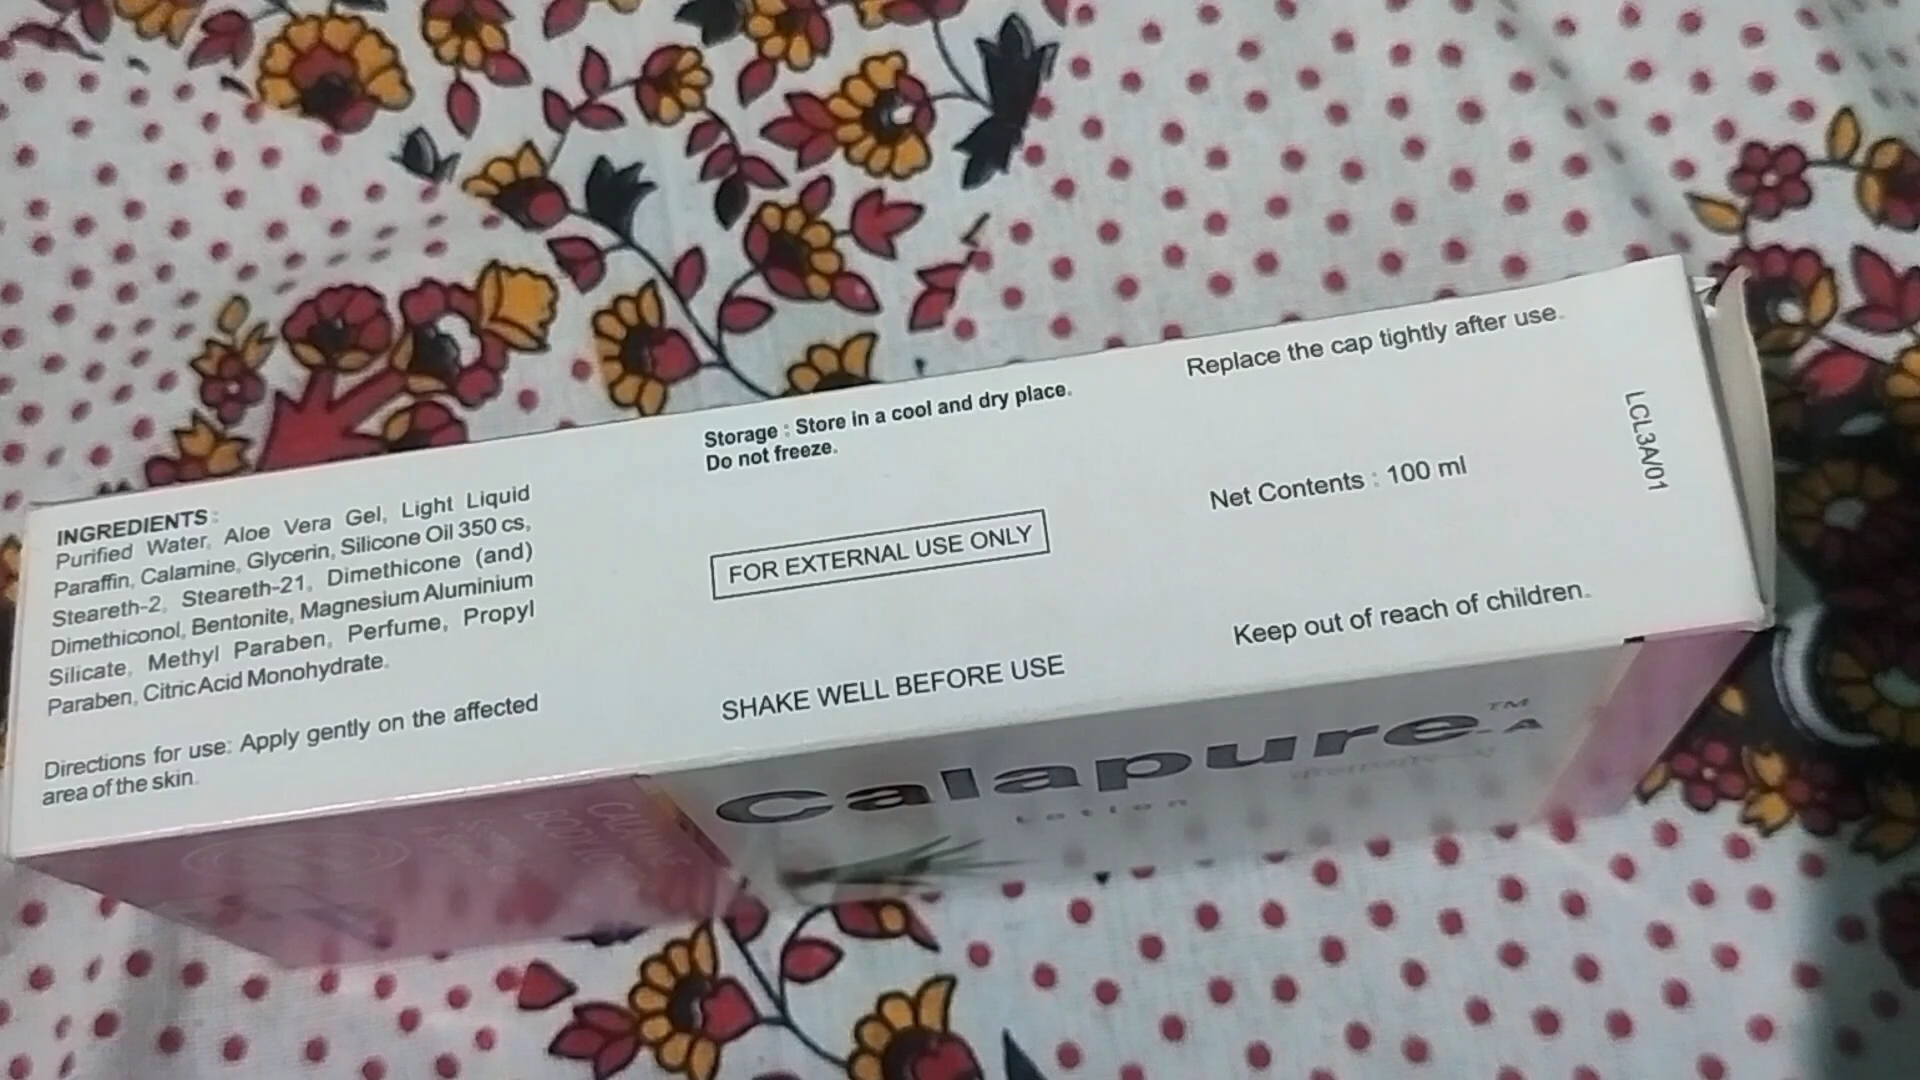 INGREDIENTS :
Purified Water, Aloe Vera Gel, Light Liquid
Paraffin, Calamine, Glycerin, Silicone Oil 350 cs,
Steareth-2, Steareth-21, Dimethicone (and)
Dimethiconol, Bentonite, Magnesium Aluminium
Silicate, Methyl Paraben, Perfume, Propyl
Paraben, Citric Acid Monohydrate.
Directions for use: Apply gently on the affected
area of the skin.
Storage : Store in a cool and dry place.
Do not freeze.
FOR EXTERNAL USE ONLY
SHAKE WELL BEFORE USE
Replace the cap tightly after use.
Net Contents : 100 ml
Keep out of reach of children.
LCL3A/01
Calapure-A™
Lotion